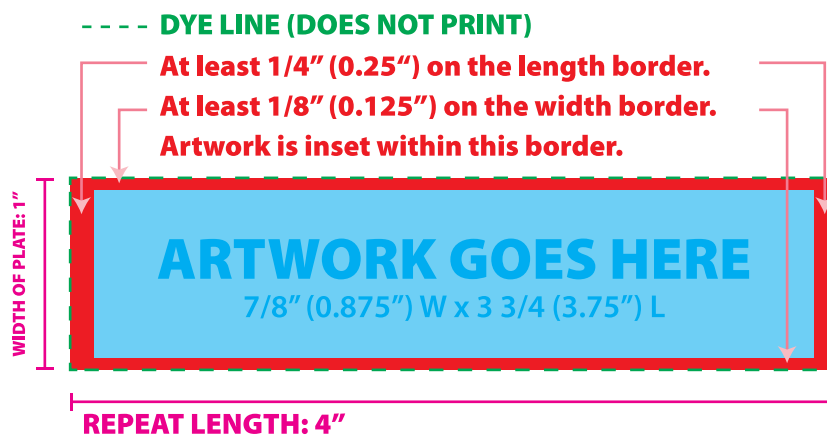 DYE LINE (DOES NOT PRINT)
At least 1/4” (0.25“) on the length border.
At least 1/8” (0.125”) on the width border.
Artwork is inset within this border.
WIDTH OF PLATE: 1”
ARTWORK GOES HERE
7/8” (0.875”) W x 3 3/4 (3.75”) L
REPEAT LENGTH: 4”